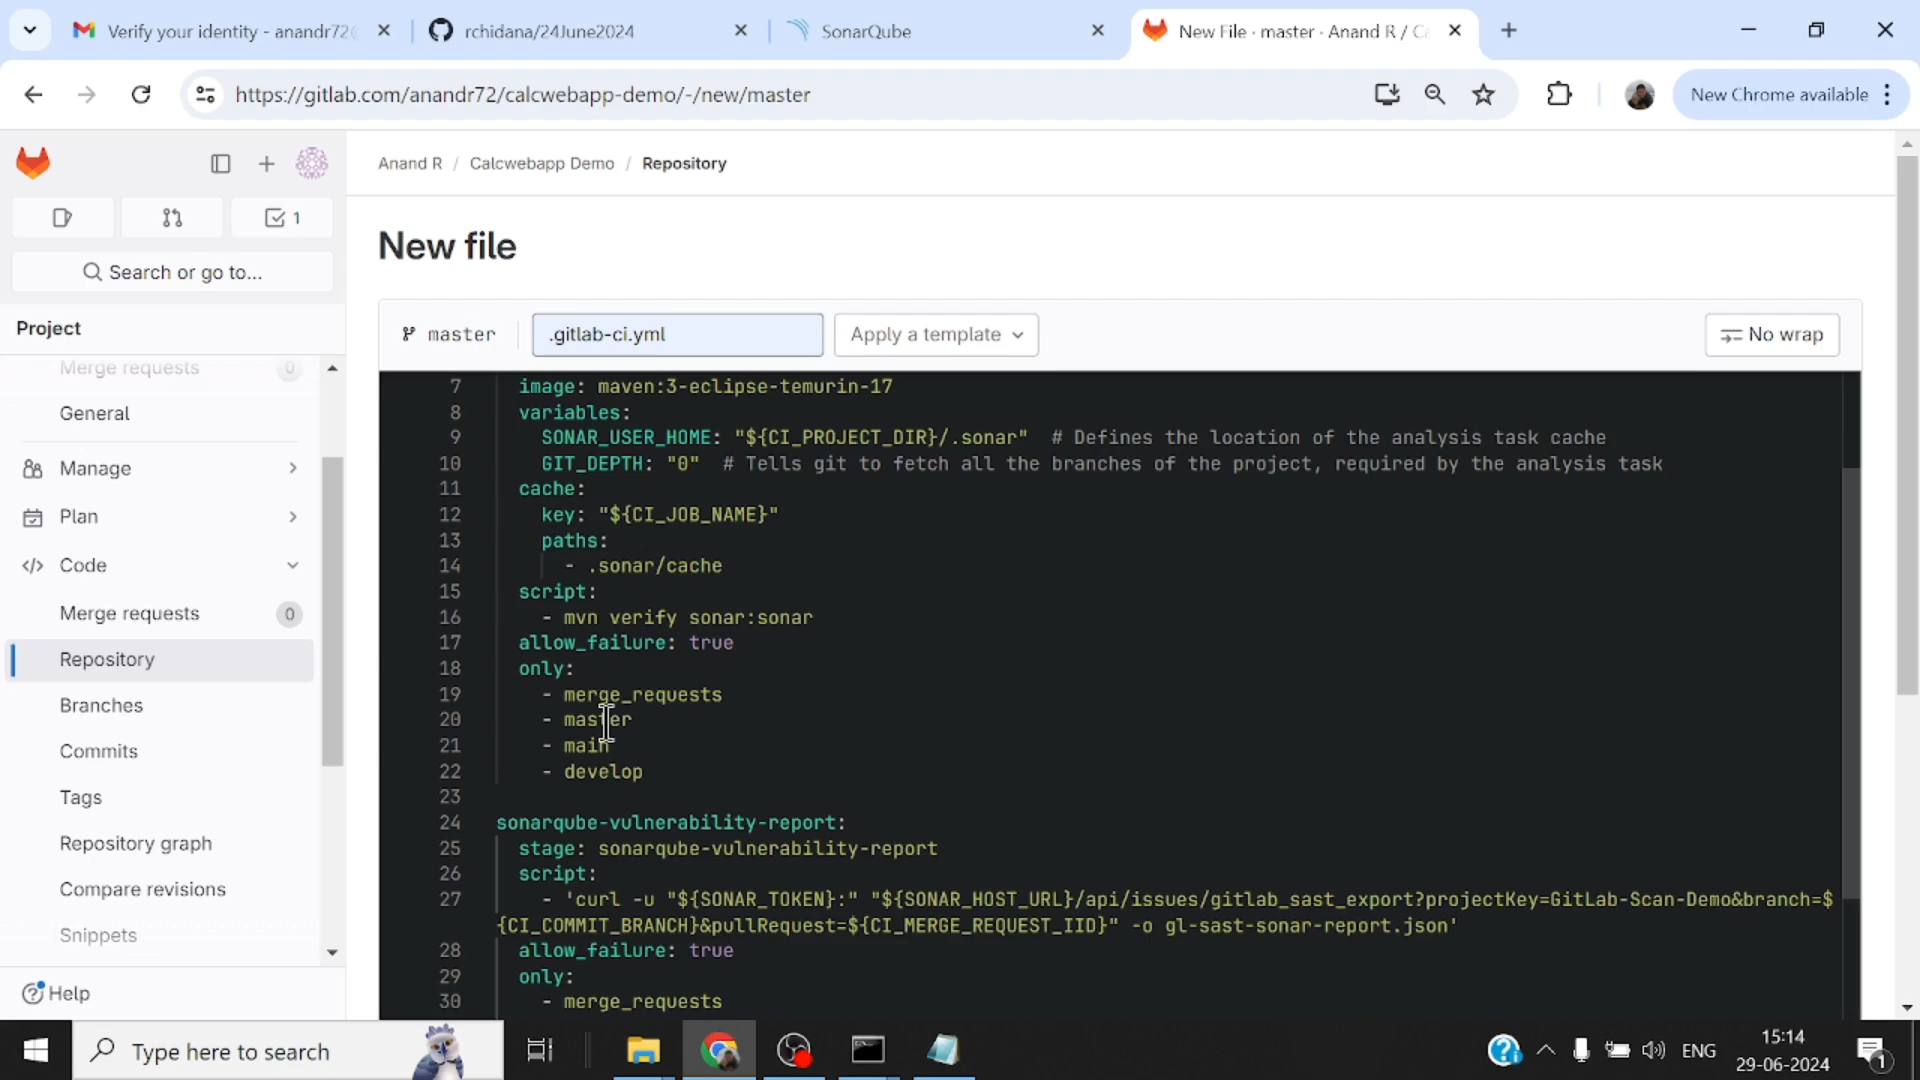 Verify your identity - anandr72@
rchidana/24June2024
SonarQube
New File · master · Anand R / Ca
https://gitlab.com/anandr72/calcwebapp-demo/-/new/master
New Chrome available
Anand R / Calcwebapp Demo / Repository
1
Search or go to...
New file
Project
master
.gitlab-ci.yml
Apply a template
No wrap
Merge requests 0
General
Manage
Plan
Code
Merge requests 0
Repository
Branches
Commits
Tags
Repository graph
Compare revisions
Snippets
Help
7 image: maven:3-eclipse-temurin-17
8 variables:
9 SONAR_USER_HOME: "${CI_PROJECT_DIR}/.sonar" # Defines the location of the analysis task cache
10 GIT_DEPTH: "0" # Tells git to fetch all the branches of the project, required by the analysis task
11 cache:
12 key: "${CI_JOB_NAME}"
13 paths:
14 - .sonar/cache
15 script:
16 - mvn verify sonar:sonar
17 allow_failure: true
18 only:
19 - merge_requests
20 - master
21 - main
22 - develop
23
24 sonarqube-vulnerability-report:
25 stage: sonarqube-vulnerability-report
26 script:
27 - 'curl -u "${SONAR_TOKEN}:" "${SONAR_HOST_URL}/api/issues/gitlab_sast_export?projectKey=GitLab-Scan-Demo&branch=$
{CI_COMMIT_BRANCH}&pullRequest=${CI_MERGE_REQUEST_IID}" -o gl-sast-sonar-report.json'
28 allow_failure: true
29 only:
30 - merge_requests
Type here to search
ENG
15:14
29-06-2024
1